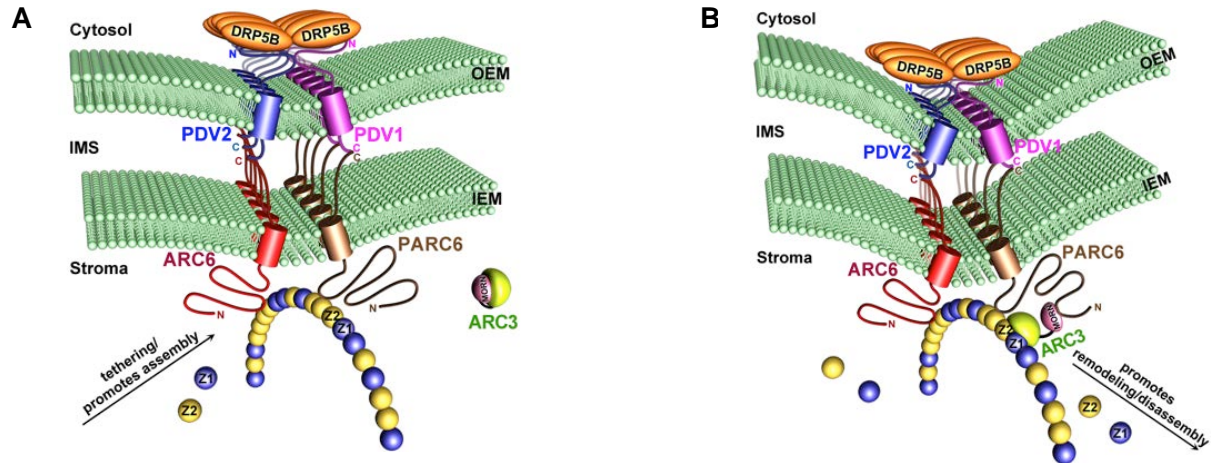 A
Cytosol
DRP5B
DRP5B
N
N
OEM
PDV2
PDV1
IMS
C
C
C
C
IEM
ARC6
PARC6
Stroma
MORN
ARC3
N
N
Z2
Z1
tethering/
promotes assembly
Z1
Z2
B
Cytosol
DRP5B
DRP5B
N
N
OEM
IMS
PDV2
PDV1
C
C
C
C
IEM
Stroma
ARC6
PARC6
N
N
MORN
Z2
Z1
ARC3
promotes
remodeling/disassembly
Z2
Z1